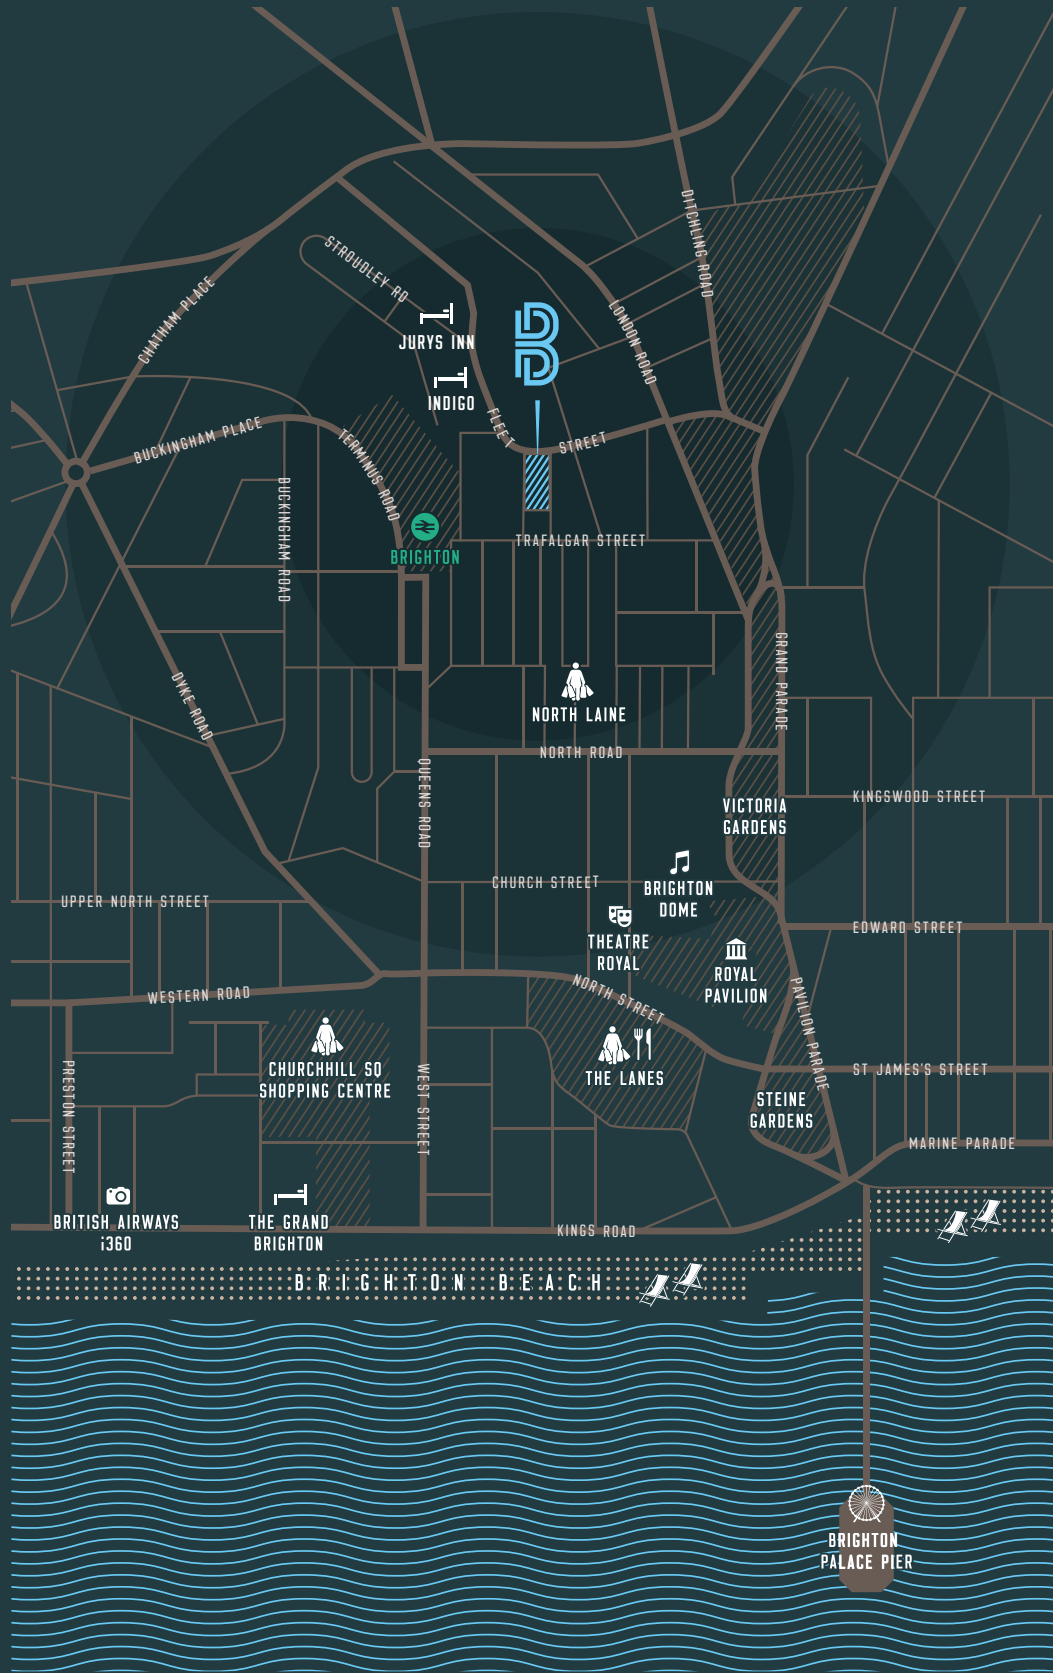 DITCHLING ROAD
STROUDLEY RD
CHATHAM PLACE
LONDON ROAD
JURYS INN
B
INDIGO
FLEET STREET
BUCKINGHAM PLACE
TERMINUS ROAD
BUCKINGHAM ROAD
BRIGHTON
TRAFALGAR STREET
GRAND PARADE
DYKE ROAD
NORTH LAINE
NORTH ROAD
QUEENS ROAD
KINGSWOOD STREET
VICTORIA
GARDENS
CHURCH STREET
BRIGHTON
DOME
UPPER NORTH STREET
EDWARD STREET
THEATRE
ROYAL
ROYAL
PAVILION
WESTERN ROAD
NORTH STREET
PAVILION PARADE
CHURCHHILL SQ
SHOPPING CENTRE
THE LANES
ST JAMES'S STREET
PRESTON STREET
WEST STREET
STEINE
GARDENS
MARINE PARADE
BRITISH AIRWAYS
i360
THE GRAND
BRIGHTON
KINGS ROAD
BRIGHTON BEACH
BRIGHTON
PALACE PIER